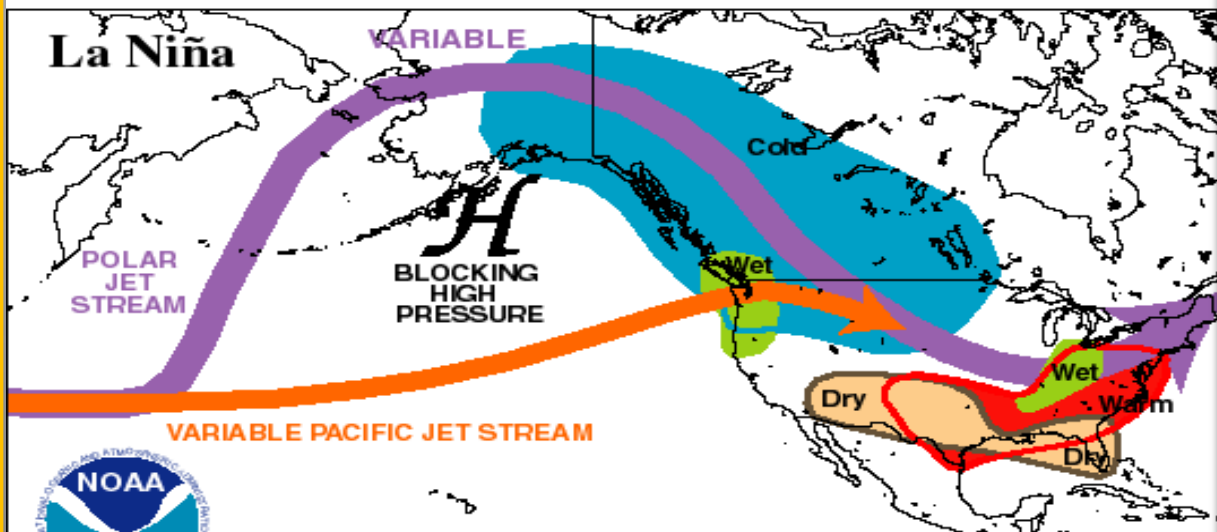 La Niña
VARIABLE
Cold
POLAR
JET
STREAM
H
BLOCKING
HIGH
PRESSURE
Wet
Wet
Dry
Warm
VARIABLE PACIFIC JET STREAM
Dry
NOAA